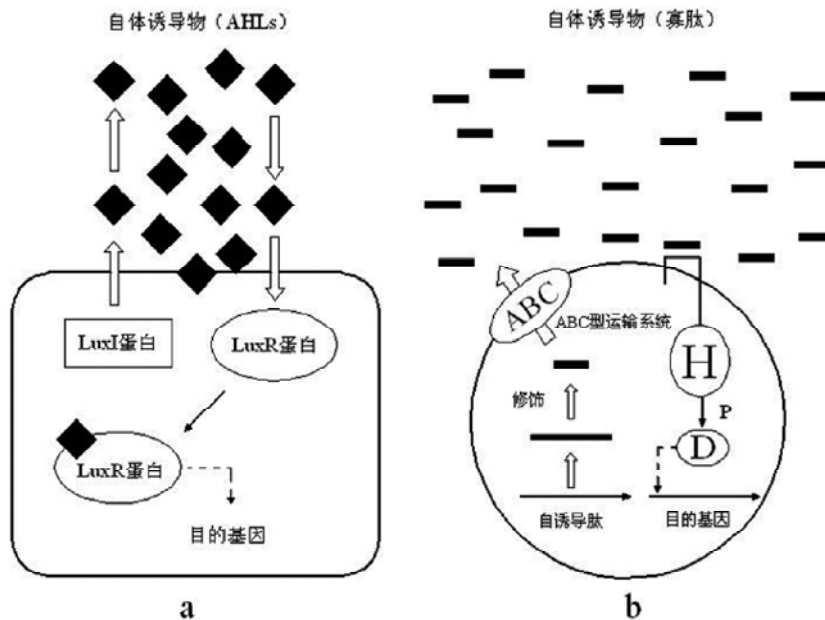 自体诱导物（AHLs）
LuxI蛋白
LuxR蛋白
LuxR蛋白
目的基因
a
自体诱导物（寡肽）
ABC
ABC型运输系统
H
修饰
P
D
自诱导肽
目的基因
b